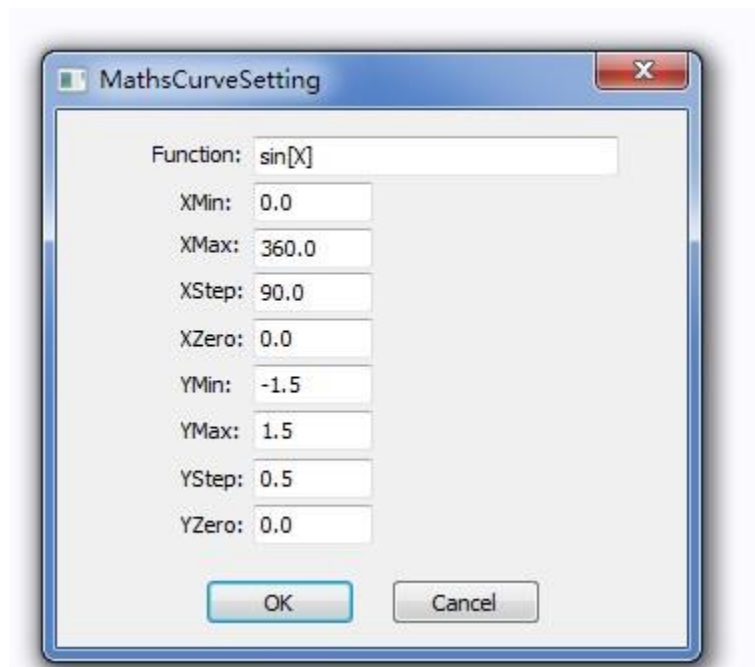 MathsCurveSetting
Function: sin[X]
XMin: 0.0
XMax: 360.0
XStep: 90.0
XZero: 0.0
YMin: -1.5
YMax: 1.5
YStep: 0.5
YZero: 0.0
OK Cancel